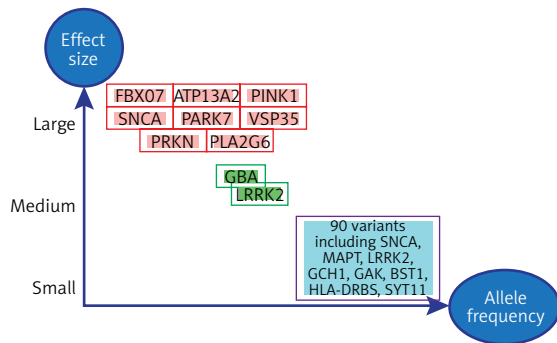 Effect
size
FBX07 ATP13A2 PINK1
Large
SNCA PARK7 VSP35
PRKN PLA2G6
GBA
LRRK2
Medium
90 variants
including SNCA,
MAPT, LRRK2,
GCH1, GAK, BST1,
HLA-DRBS, SYT11
Small
Allele
frequency